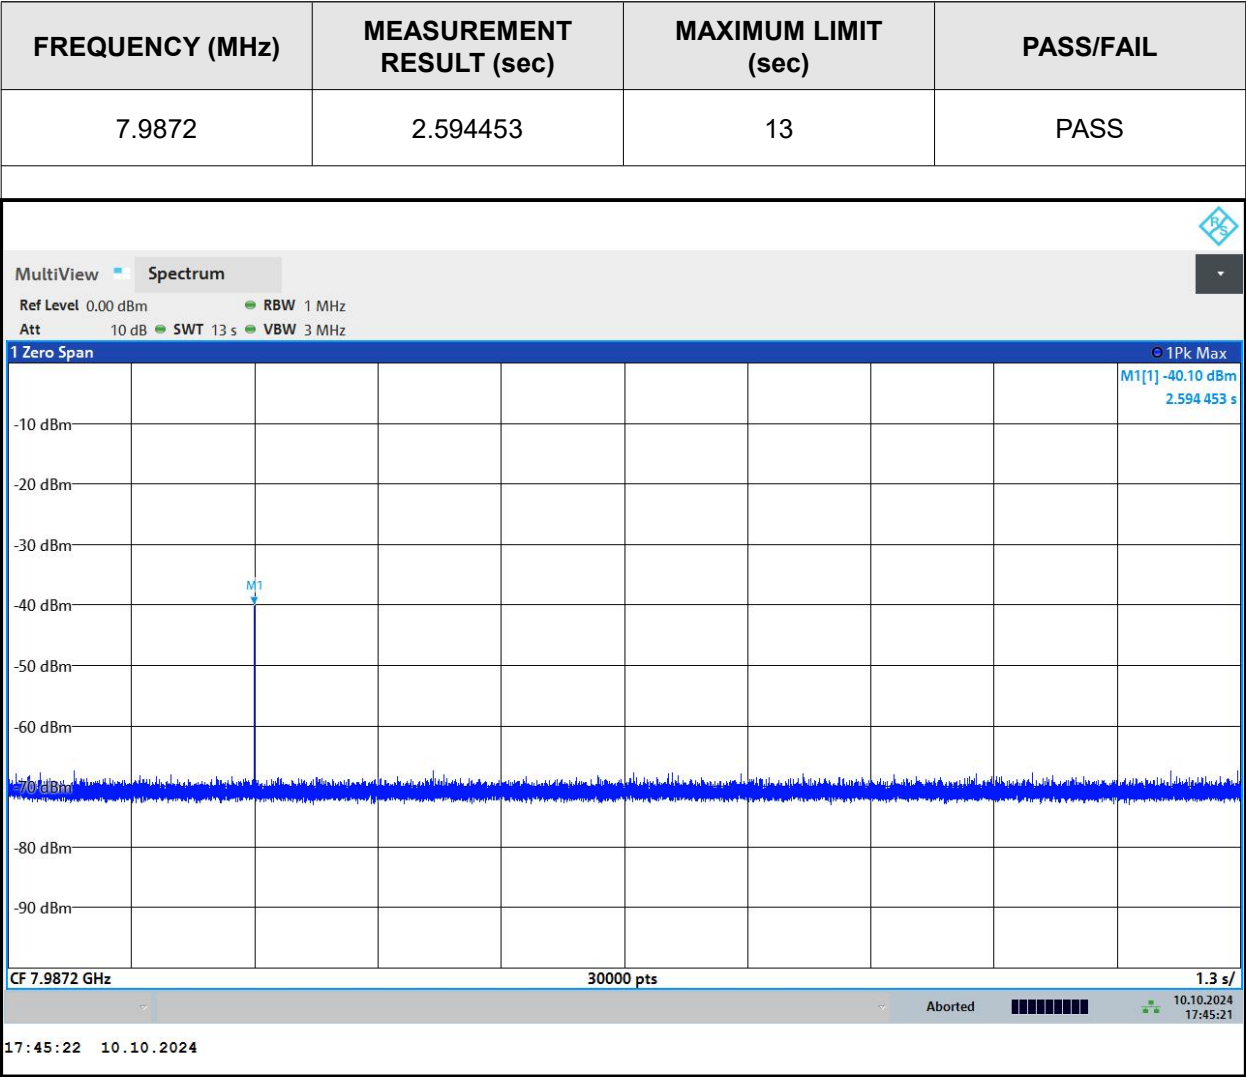 FREQUENCY (MHz) MEASUREMENT RESULT (sec) MAXIMUM LIMIT (sec) PASS/FAIL
7.9872 2.594453 13 PASS
R/S
MultiView Spectrum
Ref Level 0.00 dBm RBW 1 MHz
Att 10 dB SWT 13 s VBW 3 MHz
1 Zero Span 1Pk Max
M1[1] -40.10 dBm
2.594 453 s
-10 dBm
-20 dBm
-30 dBm
M1
-40 dBm
-50 dBm
-60 dBm
-70 dBm
-80 dBm
-90 dBm
CF 7.9872 GHz 30000 pts 1.3 s/
Aborted 10.10.2024
17:45:21
17:45:22 10.10.2024